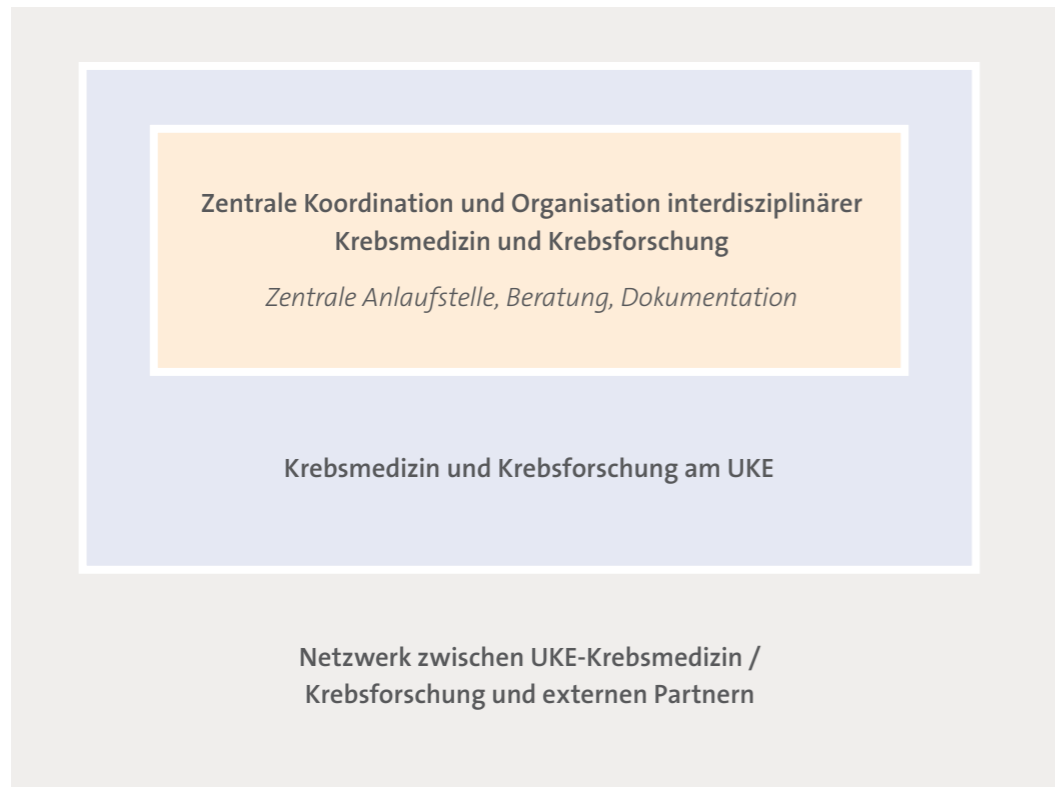 Zentrale Koordination und Organisation interdisziplinärer
Krebsmedizin und Krebsforschung
Zentrale Anlaufstelle, Beratung, Dokumentation
Krebsmedizin und Krebsforschung am UKE
Netzwerk zwischen UKE-Krebsmedizin /
Krebsforschung und externen Partnern